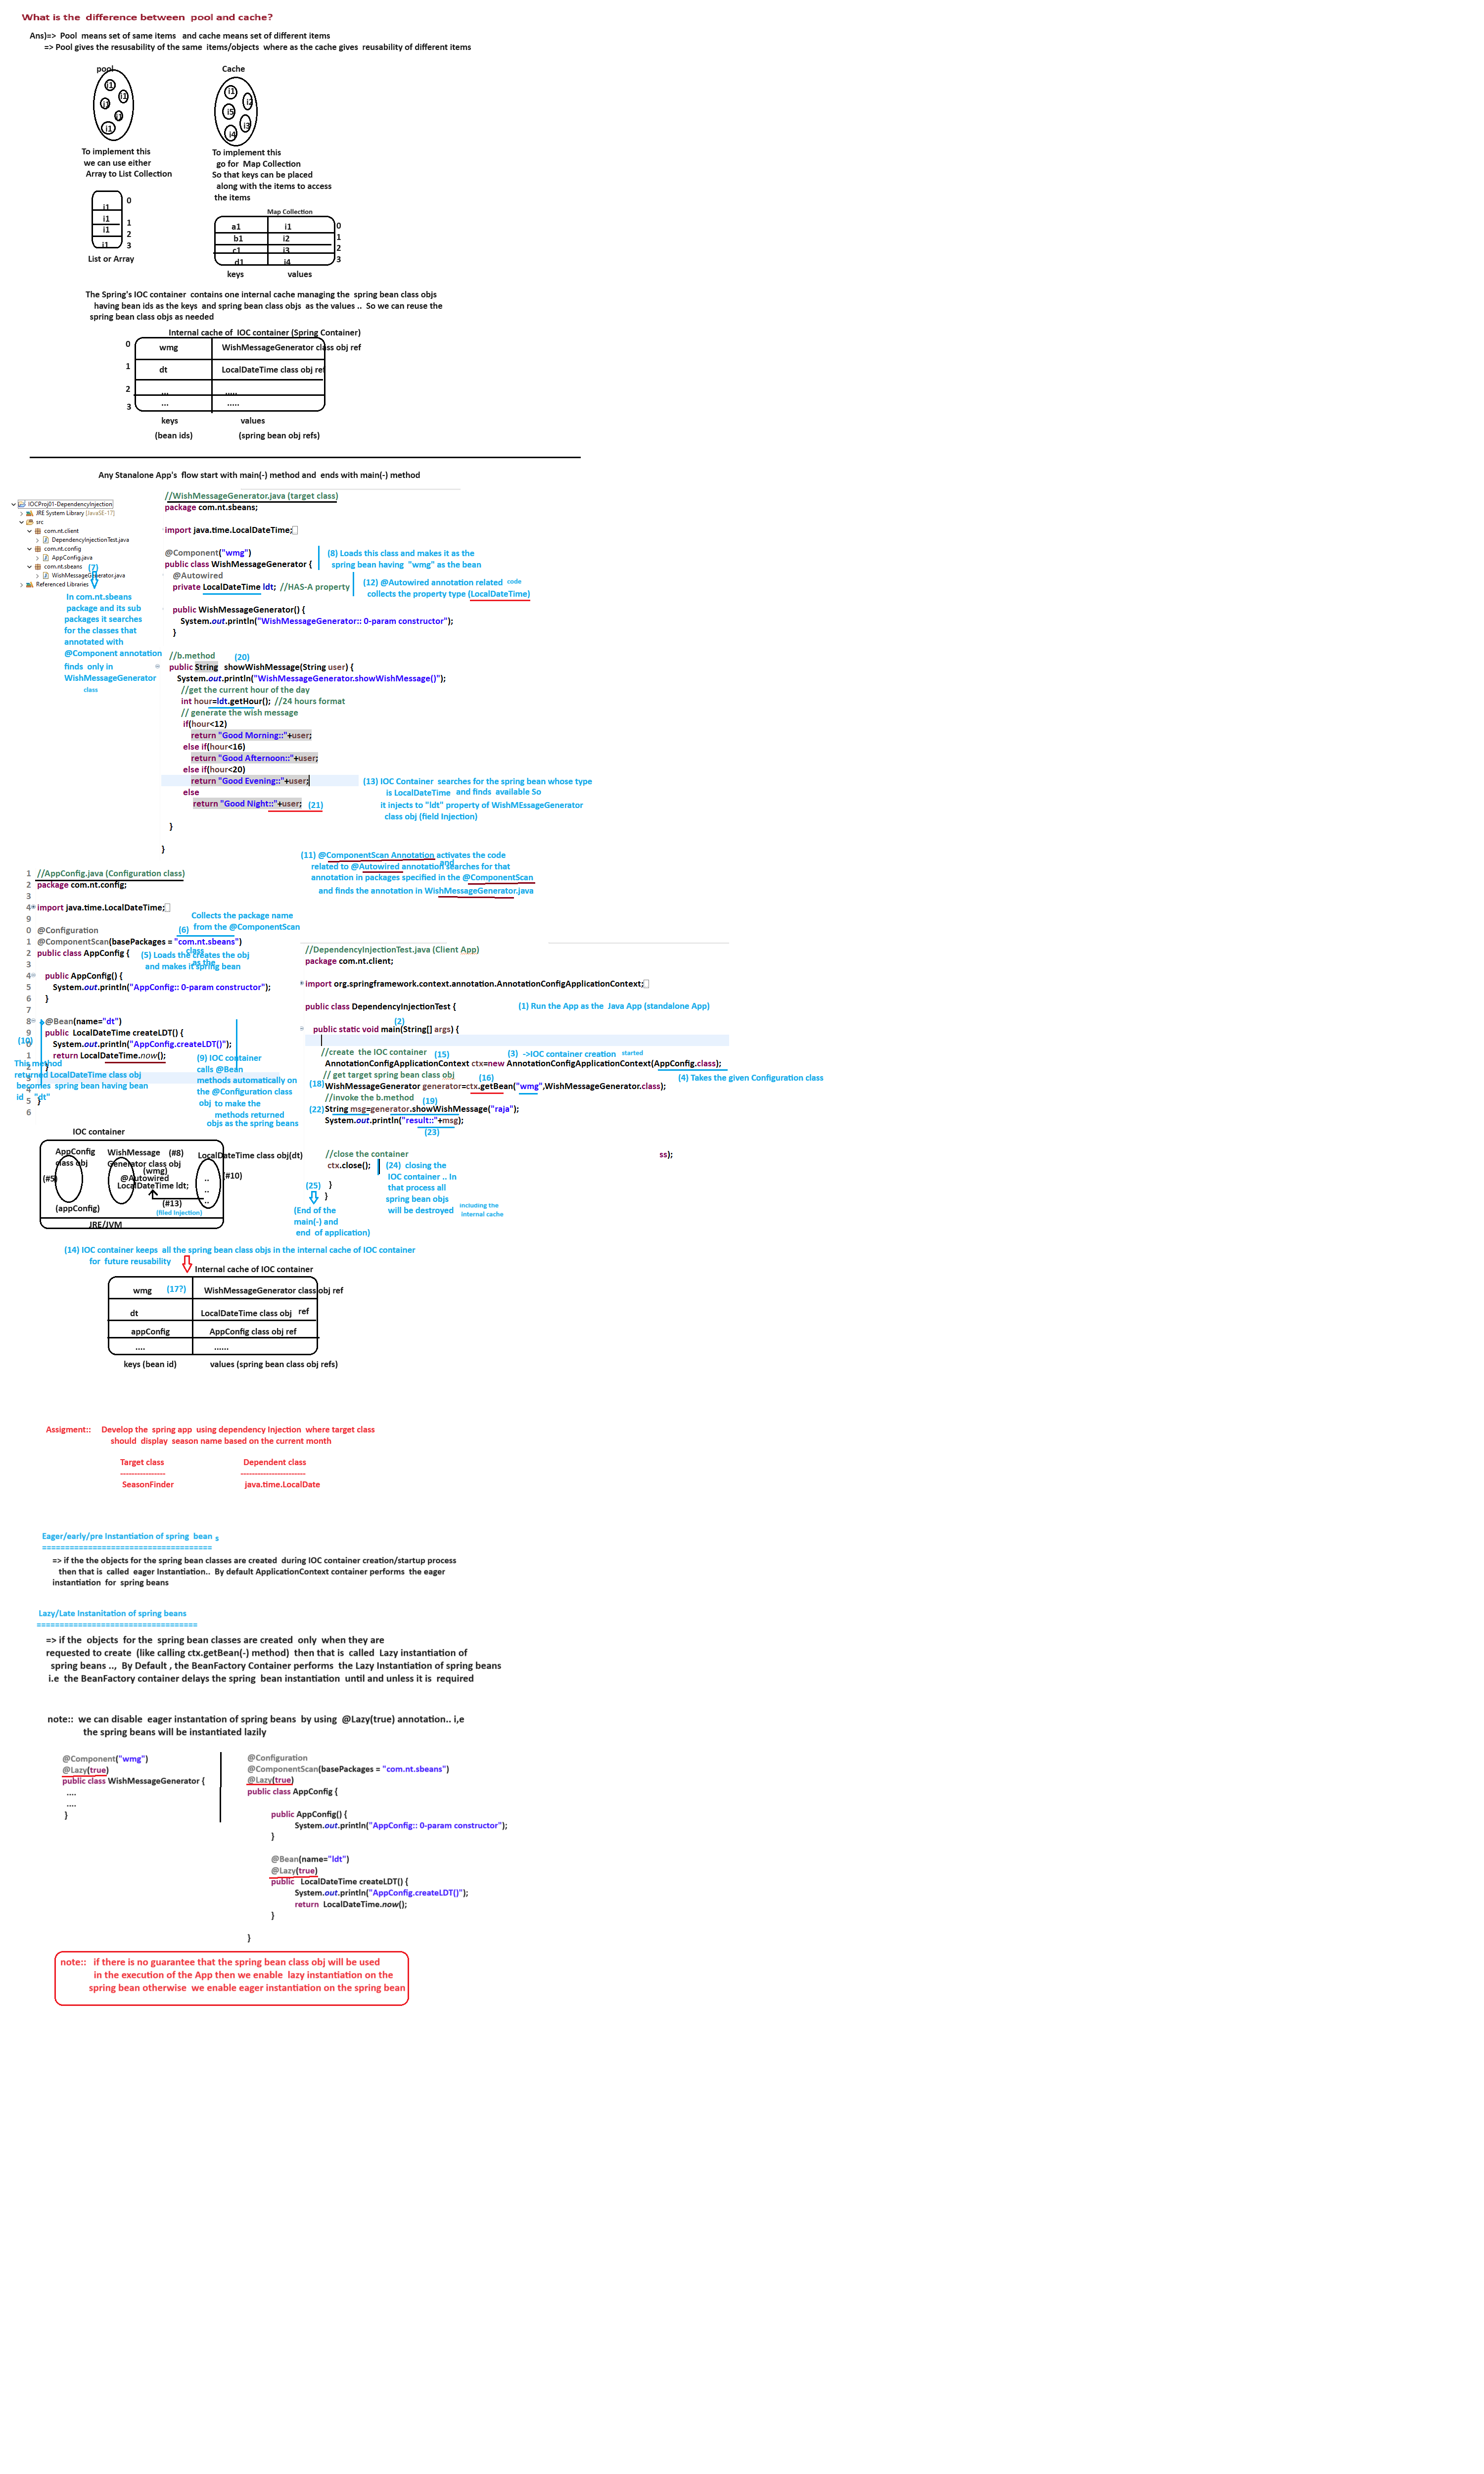 What is the difference between pool and cache?
Ans)=> Pool means set of same items and cache means set of different items
=> Pool gives the resusability of the same items/objects where as the cache gives reusability of different items
pool
i1
i1
i1
i1
i1
Cache
i1
i2
i5
i3
i4
To implement this
we can use either
Array to List Collection
i1 0
i1 1
i1 2
i1 3
List or Array
To implement this
go for Map Collection
So that keys can be placed
along with the items to access
the items
Map Collection
a1 i1 0
b1 i2 1
c1 i3 2
d1 i4 3
keys values
The Spring's IOC container contains one internal cache managing the spring bean class objs
having bean ids as the keys and spring bean class objs as the values .. So we can reuse the
spring bean class objs as needed
Internal cache of IOC container (Spring Container)
0 wmg WishMessageGenerator class obj ref
1 dt LocalDateTime class obj ref
2 ... .....
3 ... .....
keys values
(bean ids) (spring bean obj refs)
Any Stanalone App's flow start with main(-) method and ends with main(-) method
IOCProj01-DependencyInjection
JRE System Library [JavaSE-17]
src
com.nt.client
DependencyInjectionTest.java
com.nt.config
AppConfig.java
com.nt.sbeans (7)
WishMessageGenerator.java
Referenced Libraries
In com.nt.sbeans
package and its sub
packages it searches
for the classes that
annotated with
@Component annotation
finds only in
WishMessageGenerator
class
//WishMessageGenerator.java (target class)
package com.nt.sbeans;
import java.time.LocalDateTime;
@Component("wmg")
public class WishMessageGenerator {
@Autowired
private LocalDateTime ldt; //HAS-A property
public WishMessageGenerator() {
System.out.println("WishMessageGenerator:: 0-param constructor");
}
//b.method (20)
public String showWishMessage(String user) {
System.out.println("WishMessageGenerator.showWishMessage()");
//get the current hour of the day
int hour=ldt.getHour(); //24 hours format
// generate the wish message
if(hour<12)
return "Good Morning::"+user;
else if(hour<16)
return "Good Afternoon::"+user;
else if(hour<20)
return "Good Evening::"+user;
else
return "Good Night::"+user; (21)
}
}
(8) Loads this class and makes it as the
spring bean having "wmg" as the bean
(12) @Autowired annotation related code
collects the property type (LocalDateTime)
(13) IOC Container searches for the spring bean whose type
is LocalDateTime and finds available So
it injects to "ldt" property of WishMEssageGenerator
class obj (field Injection)
(11) @ComponentScan Annotation activates the code
and
related to @Autowired annotation searches for that
annotation in packages specified in the @ComponentScan
and finds the annotation in WishMessageGenerator.java
1 //AppConfig.java (Configuration class)
2 package com.nt.config;
3
4 import java.time.LocalDateTime;
9
0 @Configuration
1 @ComponentScan(basePackages = "com.nt.sbeans")
2 public class AppConfig {
3
4 public AppConfig() {
5 System.out.println("AppConfig:: 0-param constructor");
6 }
7
8 @Bean(name="dt")
9 public LocalDateTime createLDT() {
0 System.out.println("AppConfig.createLDT()");
1 return LocalDateTime.now();
2 }
3
4
5 }
6
Collects the package name
(6) from the @ComponentScan
class
(5) Loads the creates the obj
as the
and makes it spring bean
(10)
This method
returned LocalDateTime class obj
becomes spring bean having bean
id "dt"
(9) IOC container
calls @Bean
methods automatically on
the @Configuration class
obj to make the
methods returned
objs as the spring beans
//DependencyInjectionTest.java (Client App)
package com.nt.client;
import org.springframework.context.annotation.AnnotationConfigApplicationContext;
public class DependencyInjectionTest { (1) Run the App as the Java App (standalone App)
(2)
public static void main(String[] args) {
//create the IOC container (15) (3) ->IOC container creation started
AnnotationConfigApplicationContext ctx=new AnnotationConfigApplicationContext(AppConfig.class);
// get target spring bean class obj (16) (4) Takes the given Configuration class
(18) WishMessageGenerator generator=ctx.getBean("wmg",WishMessageGenerator.class);
//invoke the b.method (19)
(22) String msg=generator.showWishMessage("raja");
System.out.println("result::"+msg);
(23)
//close the container ss);
ctx.close();
(24) closing the
IOC container .. In
that process all
spring bean objs
will be destroyed including the
internal cache
(25) }
}
(End of the
main(-) and
end of application)
IOC container
AppConfig
class obj
(#5)
(appConfig)
WishMessage (#8)
Generator class obj
(wmg)
@Autowired
LocalDateTime ldt;
(#13)
(filed Injection)
LocalDateTime class obj(dt)
(#10)
..
..
..
JRE/JVM
(14) IOC container keeps all the spring bean class objs in the internal cache of IOC container
for future reusability
Internal cache of IOC container
wmg (17?) WishMessageGenerator class obj ref
dt LocalDateTime class obj ref
appConfig AppConfig class obj ref
.... ......
keys (bean id) values (spring bean class obj refs)
Assigment:: Develop the spring app using dependency Injection where target class
should display season name based on the current month
Target class Dependent class
--------------- ----------------------
SeasonFinder java.time.LocalDate
Eager/early/pre Instantiation of spring bean s
=====================================
=> if the the objects for the spring bean classes are created during IOC container creation/startup process
then that is called eager Instantiation.. By default ApplicationContext container performs the eager
instantiation for spring beans
Lazy/Late Instanitation of spring beans
===================================
=> if the objects for the spring bean classes are created only when they are
requested to create (like calling ctx.getBean(-) method) then that is called Lazy instantiation of
spring beans .., By Default , the BeanFactory Container performs the Lazy Instantiation of spring beans
i.e the BeanFactory container delays the spring bean instantiation until and unless it is required
note:: we can disable eager instantation of spring beans by using @Lazy(true) annotation.. i,e
the spring beans will be instantiated lazily
@Component("wmg")
@Lazy(true)
public class WishMessageGenerator {
....
....
}
@Configuration
@ComponentScan(basePackages = "com.nt.sbeans")
@Lazy(true)
public class AppConfig {
public AppConfig() {
System.out.println("AppConfig:: 0-param constructor");
}
@Bean(name="ldt")
@Lazy(true)
public LocalDateTime createLDT() {
System.out.println("AppConfig.createLDT()");
return LocalDateTime.now();
}
}
note:: if there is no guarantee that the spring bean class obj will be used
in the execution of the App then we enable lazy instantiation on the
spring bean otherwise we enable eager instantiation on the spring bean